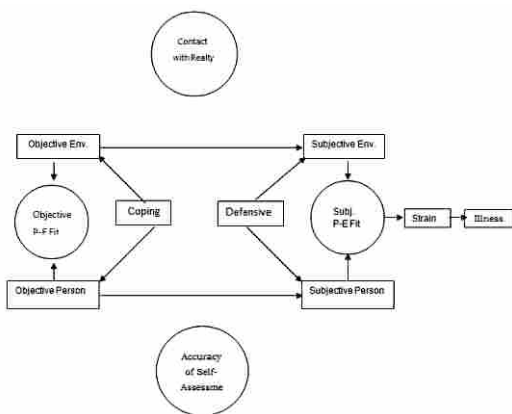 Contact
with Realty
Objective Env.
Subjective Env.
Objective
P-E Fit
Coping
Defensive
Subj.
P-E Fit
Strain
Illness
Objective Person
Subjective Person
Accuracy
of Self-
Assessme